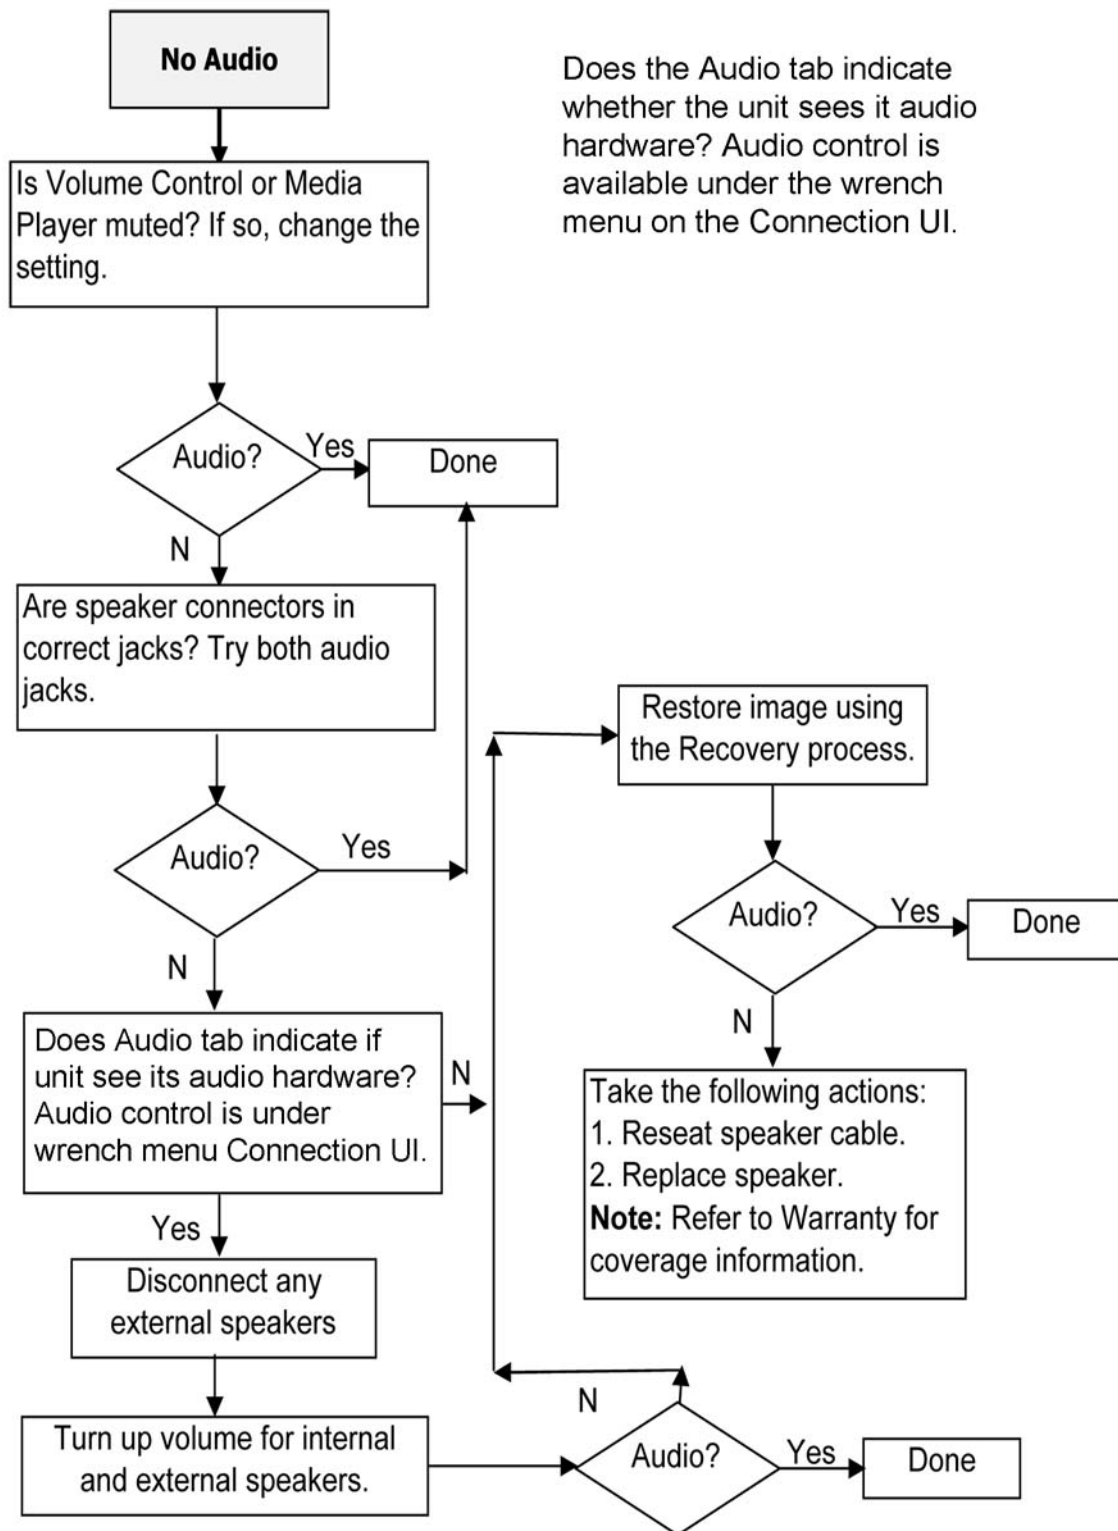 No Audio
Does the Audio tab indicate
whether the unit sees it audio
hardware? Audio control is
available under the wrench
menu on the Connection UI.
Is Volume Control or Media
Player muted? If so, change the
setting.
Audio?
Yes
Done
N
Are speaker connectors in
correct jacks? Try both audio
jacks.
Audio?
Yes
N
Does Audio tab indicate if
unit see its audio hardware?
Audio control is under
wrench menu Connection UI.
N
Yes
Disconnect any
external speakers
Turn up volume for internal
and external speakers.
Audio?
Yes
Done
N
Restore image using
the Recovery process.
Audio?
Yes
Done
N
Take the following actions:
1. Reseat speaker cable.
2. Replace speaker.
Note: Refer to Warranty for
coverage information.